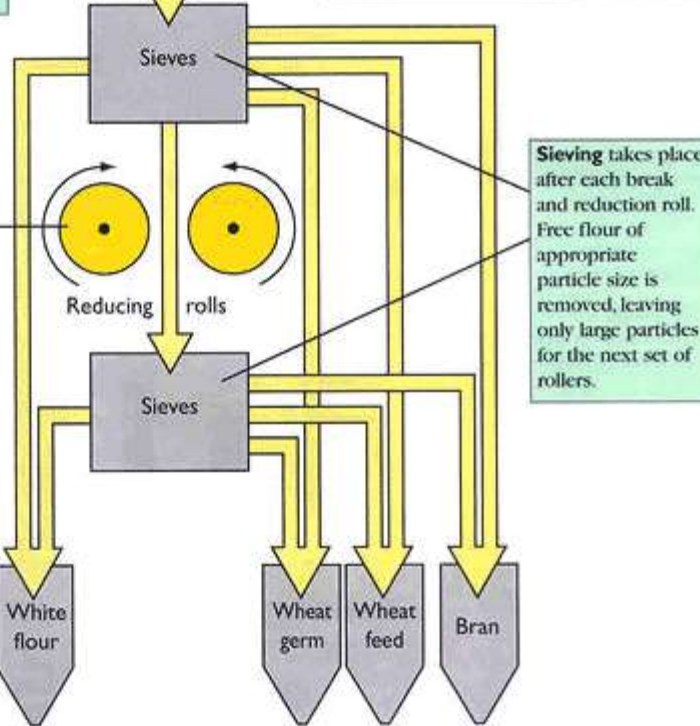 Sieves
Sieving takes place
after each break
and reduction roll.
Free flour of
appropriate
particle size is
removed, leaving
only large particles
for the next set of
rollers.
Reducing rolls
Sieves
White
flour
Wheat
germ
Wheat
feed
Bran